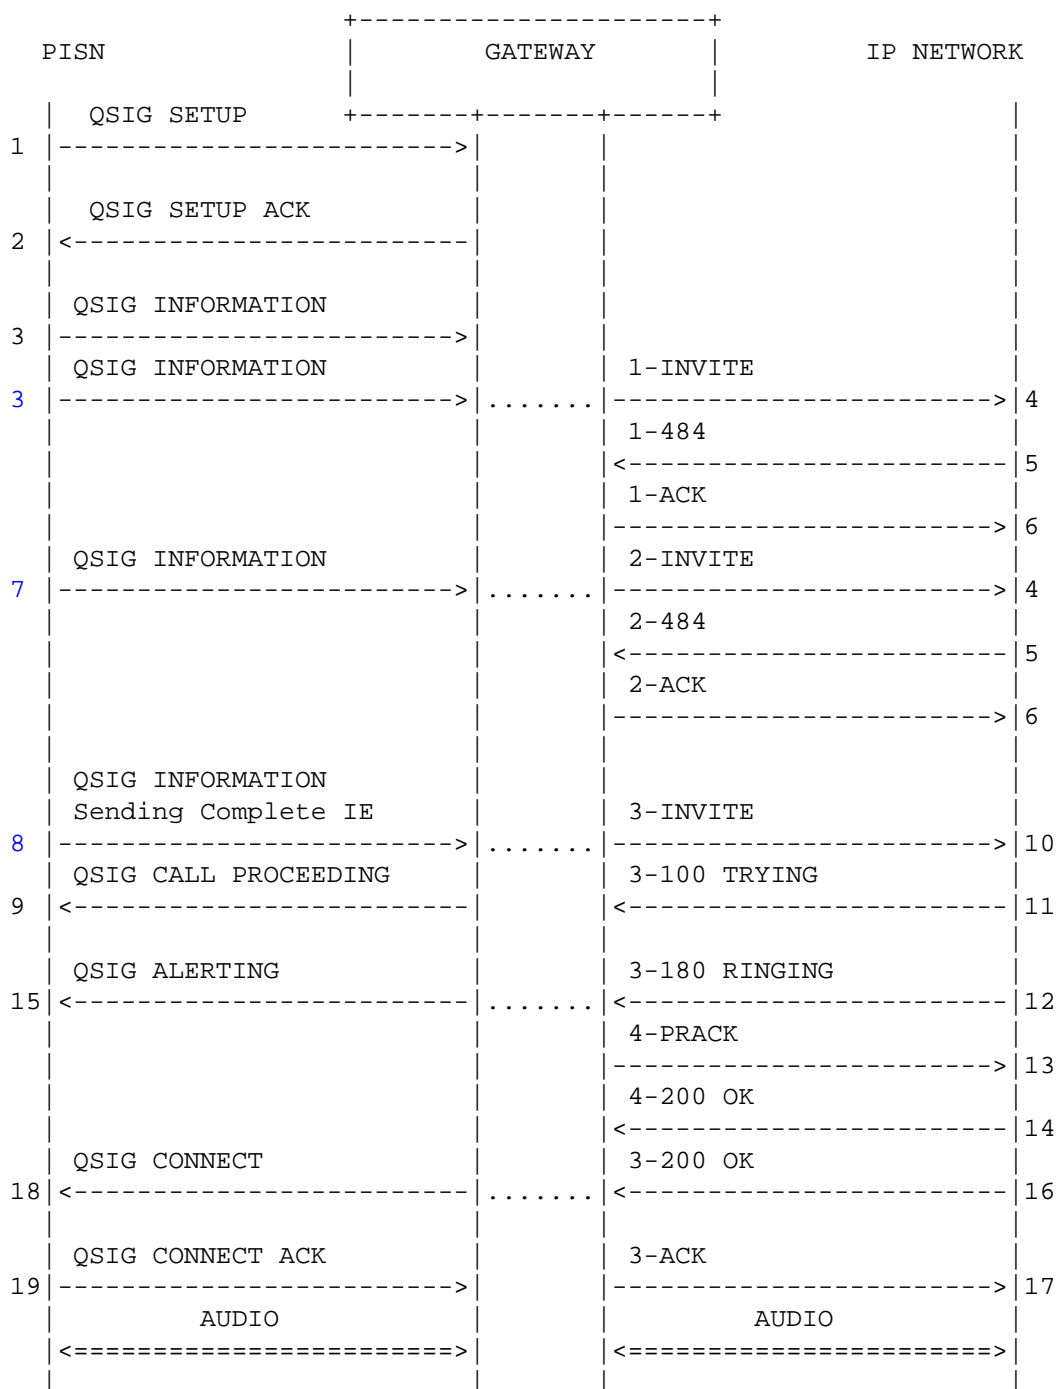 +----------------------+
 PISN                |        GATEWAY       |         IP NETWORK
                     |                      |
  |  QSIG SETUP      +-------+-------+------+                  |
1 |------------------------->|       |                         |
  |                          |       |                         |
  |  QSIG SETUP ACK          |       |                         |
2 |<-------------------------|       |                         |
  |                          |       |                         |
  | QSIG INFORMATION         |       |                         |
3 |------------------------->|       |                         |
  | QSIG INFORMATION         |       | 1-INVITE                |
3 |------------------------->|.......|------------------------>|4
  |                          |       | 1-484                   |
  |                          |       |<------------------------|5
  |                          |       | 1-ACK                   |
  |                          |       |------------------------>|6
  | QSIG INFORMATION         |       | 2-INVITE                |
7 |------------------------->|.......|------------------------>|4
  |                          |       | 2-484                   |
  |                          |       |<------------------------|5
  |                          |       | 2-ACK                   |
  |                          |       |------------------------>|6
  |                          |       |                         |
  | QSIG INFORMATION         |       |                         |
  | Sending Complete IE      |       | 3-INVITE                |
8 |------------------------->|.......|------------------------>|10
  | QSIG CALL PROCEEDING     |       | 3-100 TRYING            |
9 |<-------------------------|       |<------------------------|11
  |                          |       |                         |
  | QSIG ALERTING            |       | 3-180 RINGING           |
15|<-------------------------|.......|<------------------------|12
  |                          |       | 4-PRACK                 |
  |                          |       |------------------------>|13
  |                          |       | 4-200 OK                |
  |                          |       |<------------------------|14
  | QSIG CONNECT             |       | 3-200 OK                |
18|<-------------------------|.......|<------------------------|16
  |                          |       |                         |
  | QSIG CONNECT ACK         |       | 3-ACK                   |
19|------------------------->|       |------------------------>|17
  |         AUDIO            |       |         AUDIO           |
  |<========================>|       |<=======================>|
  |                          |       |                         |